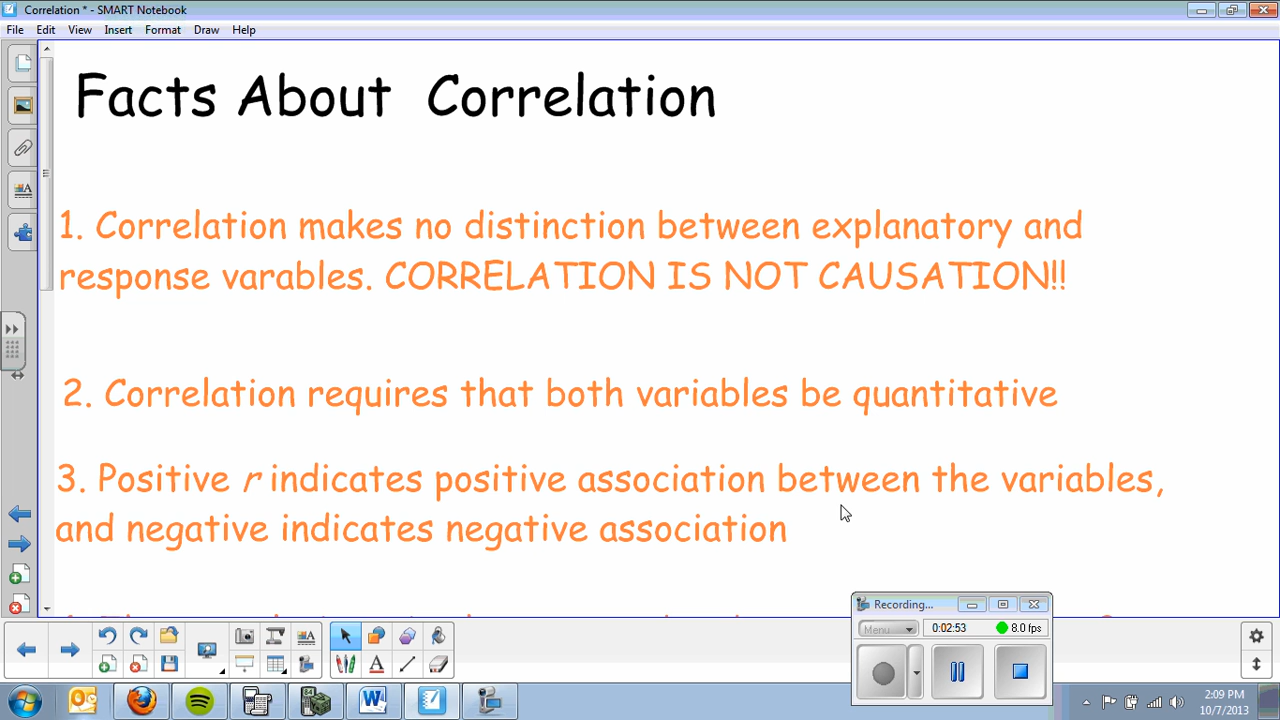 Correlation * - SMART Notebook
File Edit View Insert Format Draw Help
Facts About Correlation
1. Correlation makes no distinction between explanatory and
response varables. CORRELATION IS NOT CAUSATION!!
2. Correlation requires that both variables be quantitative
3. Positive r indicates positive association between the variables,
and negative indicates negative association
Recording...
Menu 0:02:53 8.0 fps
2:09 PM
10/7/2013